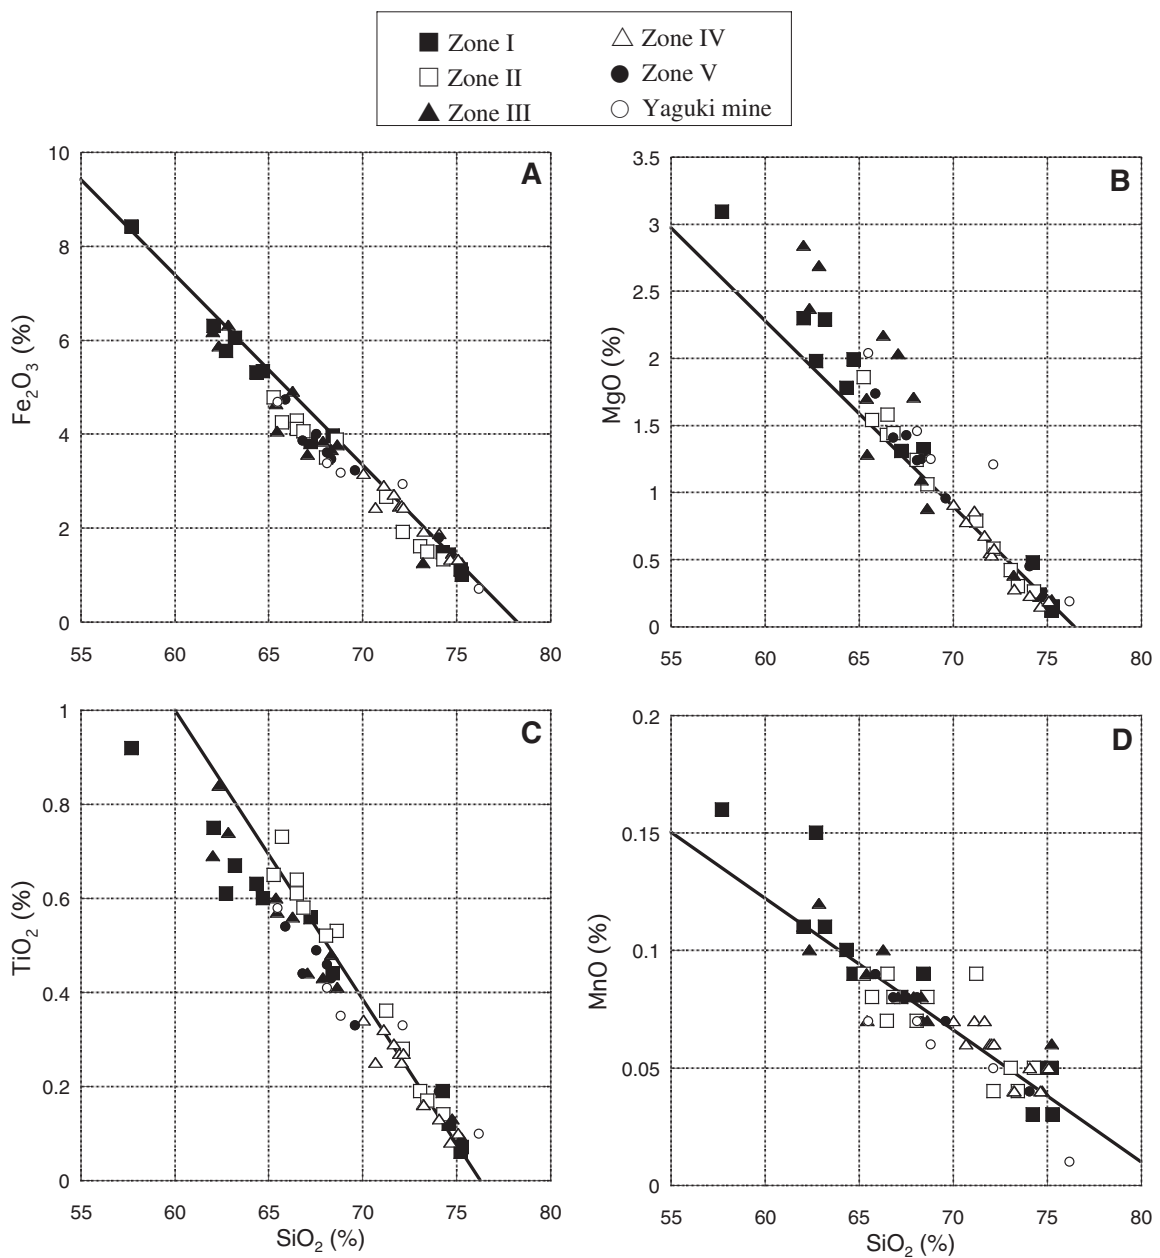 Zone I
Zone II
Zone III
Zone IV
Zone V
Yaguki mine
A
Fe2O3 (%)
10
8
6
4
2
0
55 60 65 70 75 80
B
MgO (%)
3.5
3
2.5
2
1.5
1
0.5
0
55 60 65 70 75 80
C
TiO2 (%)
1
0.8
0.6
0.4
0.2
0
55 60 65 70 75 80
SiO2 (%)
D
MnO (%)
0.2
0.15
0.1
0.05
0
55 60 65 70 75 80
SiO2 (%)